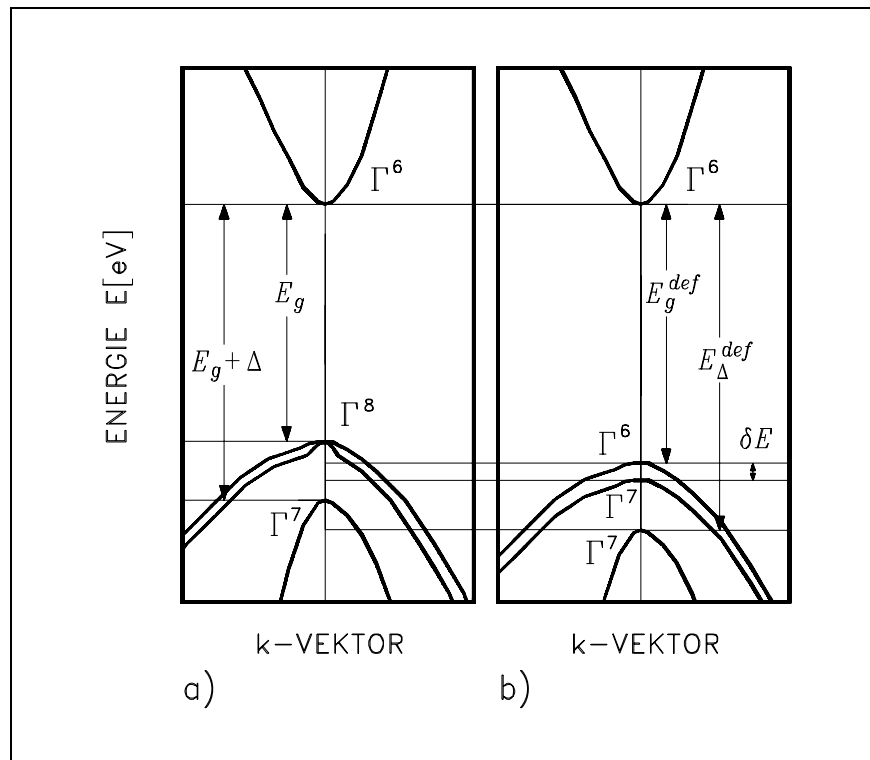 ENERGIE E[eV]
Γ⁶
E_g
E_g + Δ
Γ⁸
Γ⁷
k-VEKTOR
a)
Γ⁶
E_g^def
E_Δ^def
δE
Γ⁶
Γ⁷
Γ⁷
k-VEKTOR
b)